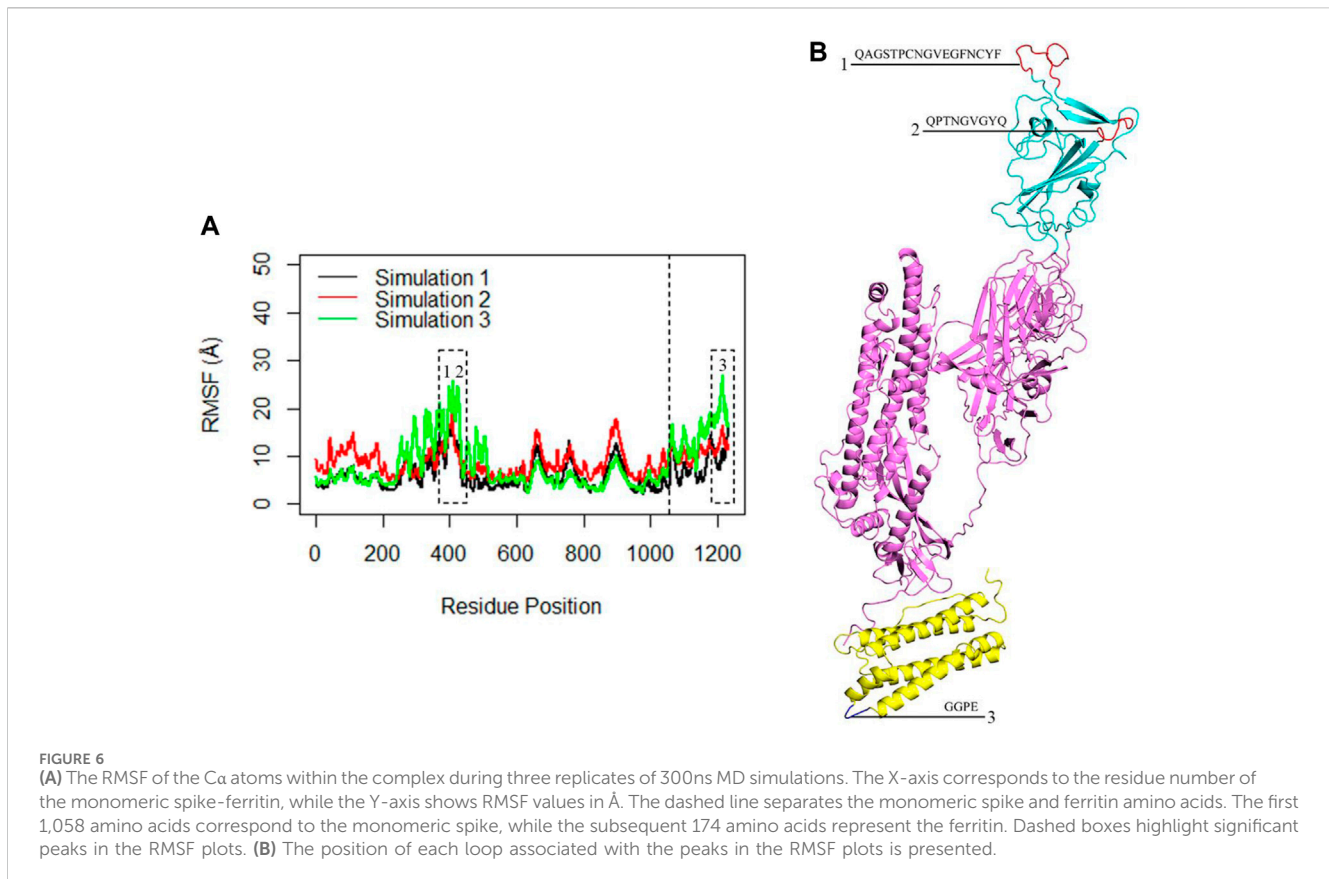 A
RMSF (Å)
50
40
30
20
10
0
Simulation 1
Simulation 2
Simulation 3
1 2
3
0 200 400 600 800 1000 1200
Residue Position
B
1 QAGSTPCNGVEGFNCYF
2 QPTNGVGYQ
GGPE 3
FIGURE 6
(A) The RMSF of the Cα atoms within the complex during three replicates of 300ns MD simulations. The X-axis corresponds to the residue number of
the monomeric spike-ferritin, while the Y-axis shows RMSF values in Å. The dashed line separates the monomeric spike and ferritin amino acids. The first
1,058 amino acids correspond to the monomeric spike, while the subsequent 174 amino acids represent the ferritin. Dashed boxes highlight significant
peaks in the RMSF plots. (B) The position of each loop associated with the peaks in the RMSF plots is presented.